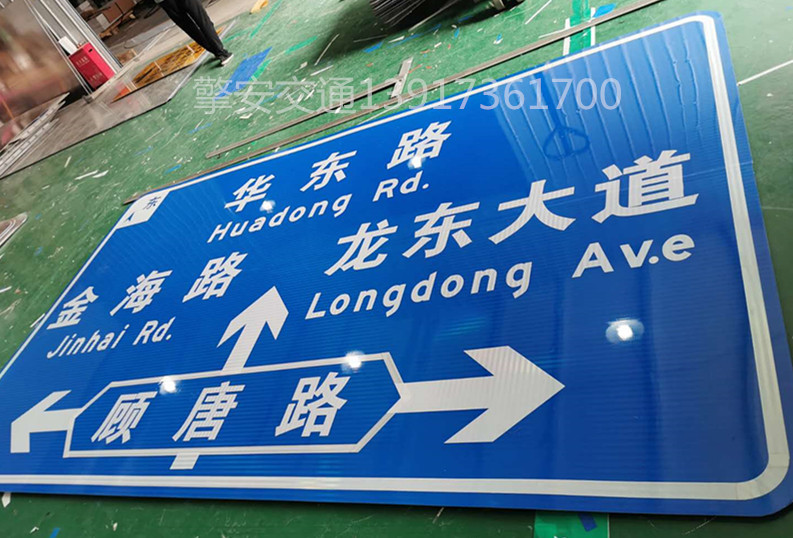 擎安交通13917361700
东
华东路
Huadong Rd.
金海路
Jinhai Rd.
龙东大道
Longdong Av.e
顾唐路